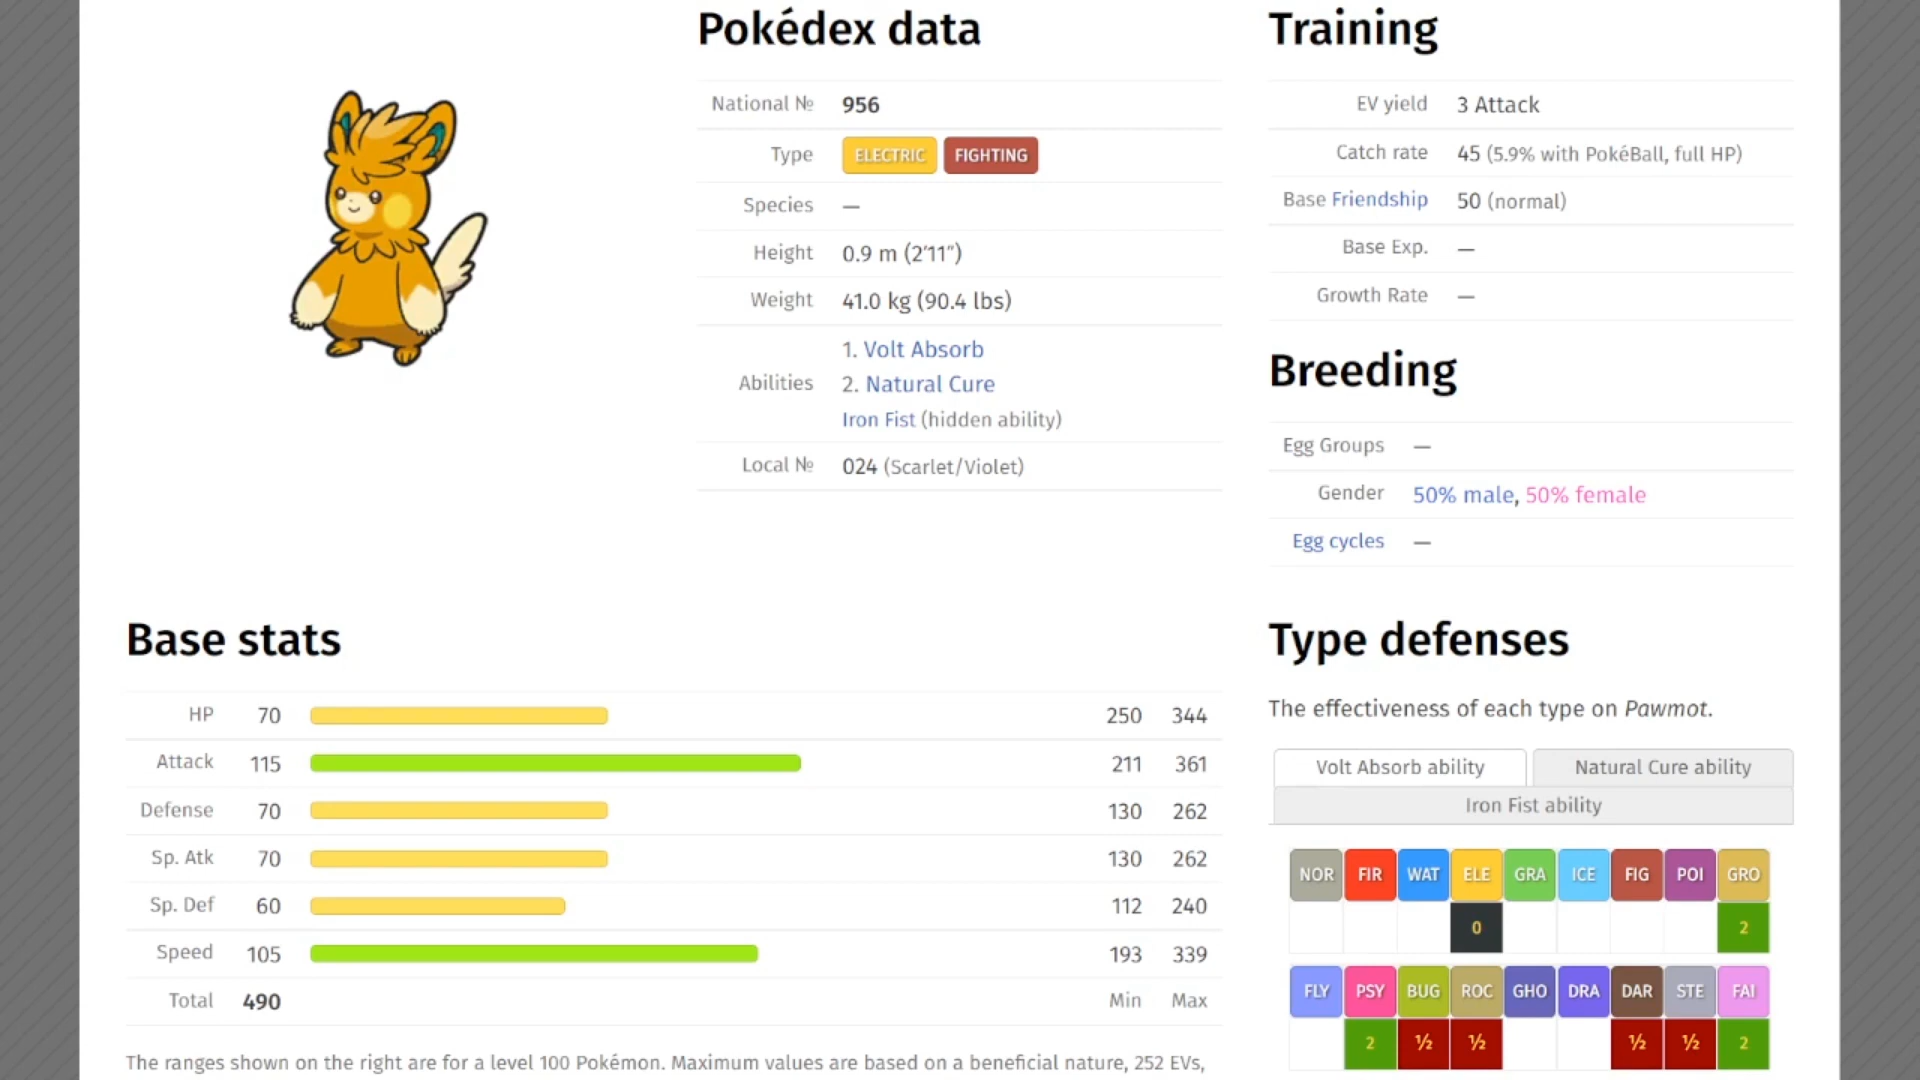 Pokédex data
National № 956
Type ELECTRIC FIGHTING
Species —
Height 0.9 m (2′11″)
Weight 41.0 kg (90.4 lbs)
Abilities 1. Volt Absorb
2. Natural Cure
Iron Fist (hidden ability)
Local № 024 (Scarlet/Violet)
Training
EV yield 3 Attack
Catch rate 45 (5.9% with PokéBall, full HP)
Base Friendship 50 (normal)
Base Exp. —
Growth Rate —
Breeding
Egg Groups —
Gender 50% male, 50% female
Egg cycles —
Base stats
HP 70 250 344
Attack 115 211 361
Defense 70 130 262
Sp. Atk 70 130 262
Sp. Def 60 112 240
Speed 105 193 339
Total 490 Min Max
The ranges shown on the right are for a level 100 Pokémon. Maximum values are based on a beneficial nature, 252 EVs,
Type defenses
The effectiveness of each type on Pawmot.
Volt Absorb ability Natural Cure ability
Iron Fist ability
NOR FIR WAT ELE GRA ICE FIG POI GRO
0 2
FLY PSY BUG ROC GHO DRA DAR STE FAI
2 ½ ½ ½ ½ 2